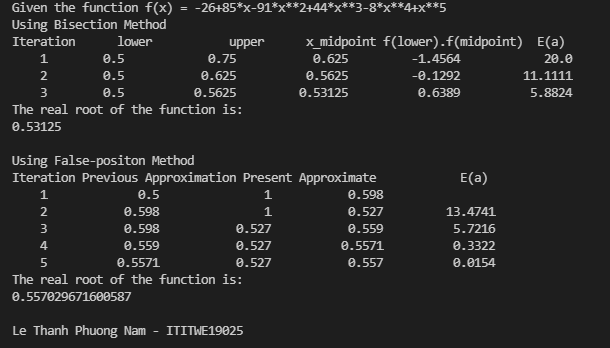 Given the function f(x) = -26+85*x-91*x**2+44*x**3-8*x**4+x**5
Using Bisection Method
Iteration lower upper x_midpoint f(lower).f(midpoint) E(a)
1 0.5 0.75 0.625 -1.4564 20.0
2 0.5 0.625 0.5625 -0.1292 11.1111
3 0.5 0.5625 0.53125 0.6389 5.8824
The real root of the function is:
0.53125
Using False-positon Method
Iteration Previous Approximation Present Approximate E(a)
1 0.5 1 0.598
2 0.598 1 0.527 13.4741
3 0.598 0.527 0.559 5.7216
4 0.559 0.527 0.5571 0.3322
5 0.5571 0.527 0.557 0.0154
The real root of the function is:
0.557029671600587
Le Thanh Phuong Nam - ITITWE19025